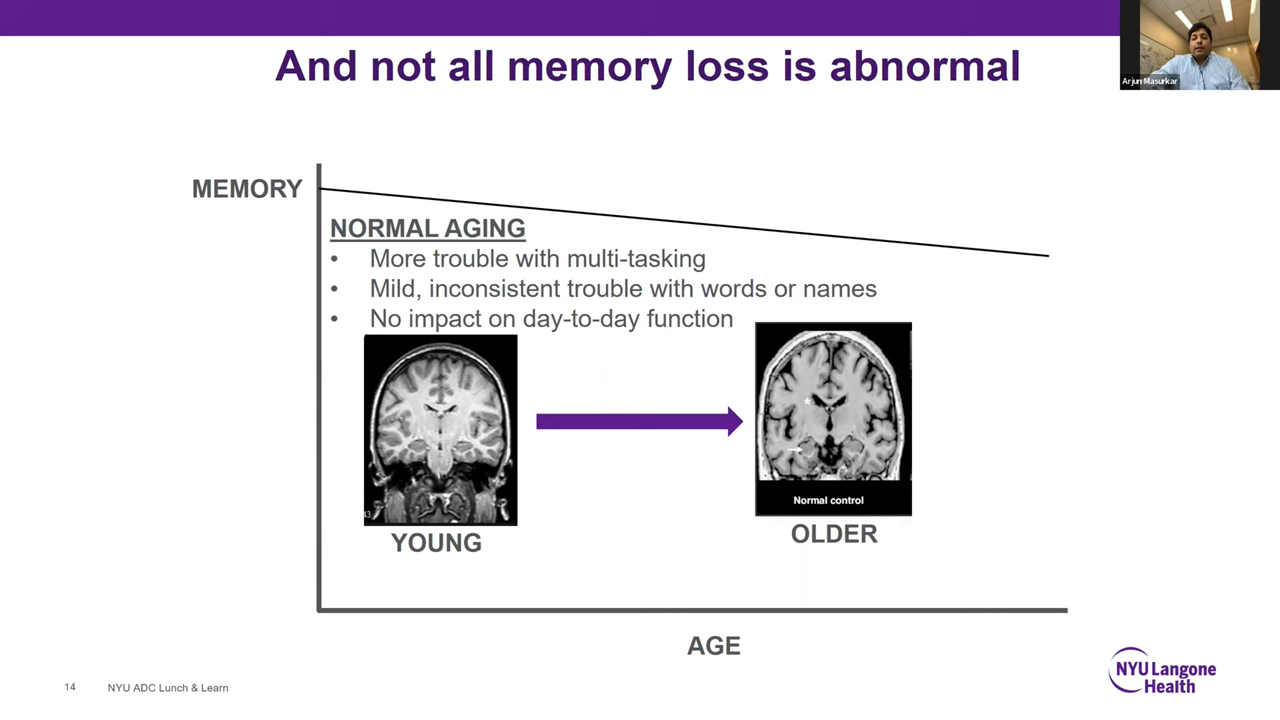 And not all memory loss is abnormal
Arjun Masurkar
MEMORY
NORMAL AGING
• More trouble with multi-tasking
• Mild, inconsistent trouble with words or names
• No impact on day-to-day function
43
Normal control
YOUNG
OLDER
AGE
14 NYU ADC Lunch & Learn
NYU Langone
Health